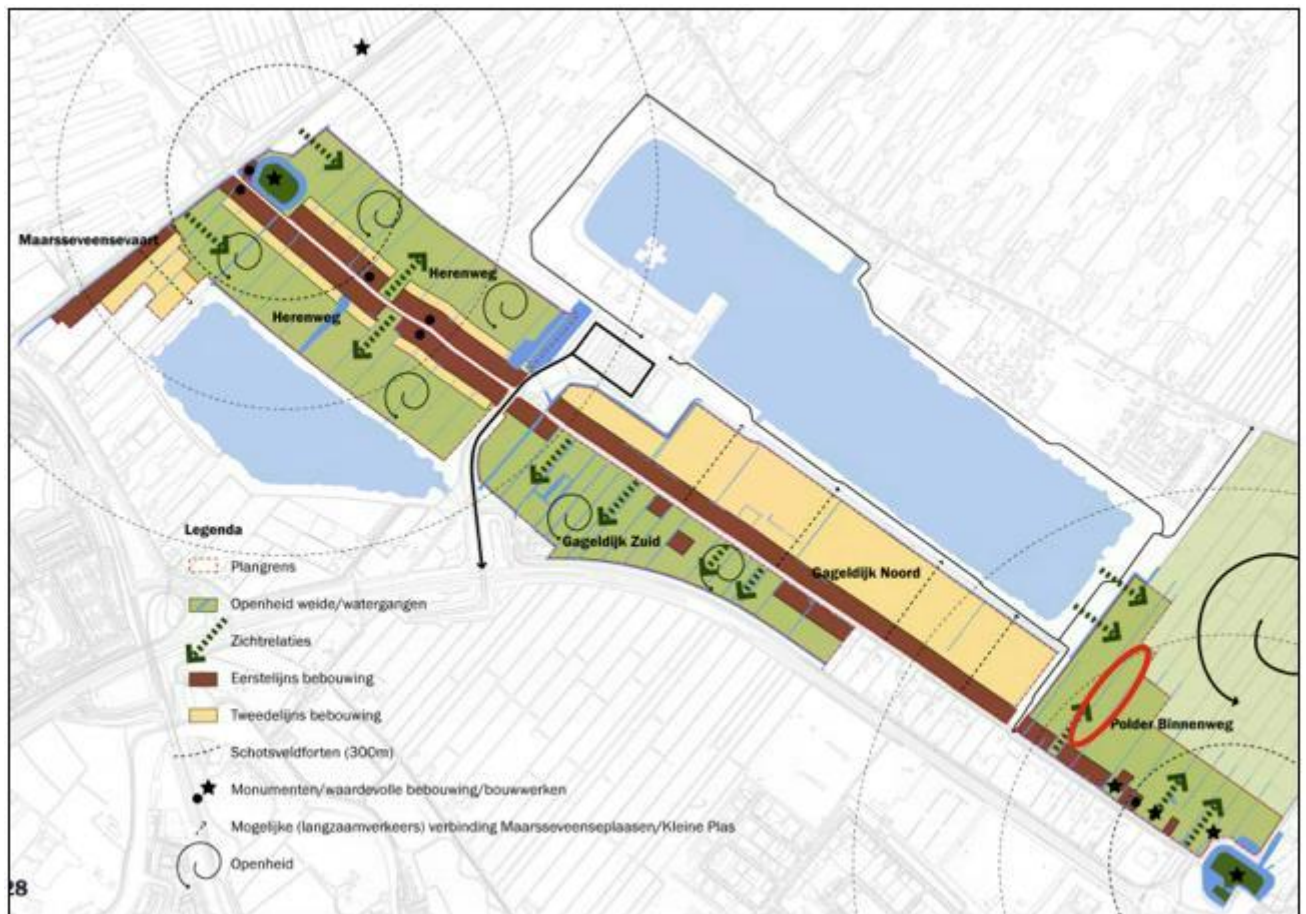 Maarsseveensevaart
Herenweg
Herenweg
Gageldijk Zuid
Gageldijk Noord
Polder Binnenweg
Legenda
Plangrens
Openheid weide/watergangen
Zichtrelaties
Eerstelijns bebouwing
Tweedelijns bebouwing
Schotsveldforten (300m)
Monumenten/waardevolle bebouwing/bouwwerken
Mogelijke (langzaamverkeers) verbinding Maarsseveenseplaasen/Kleine Plas
Openheid
28